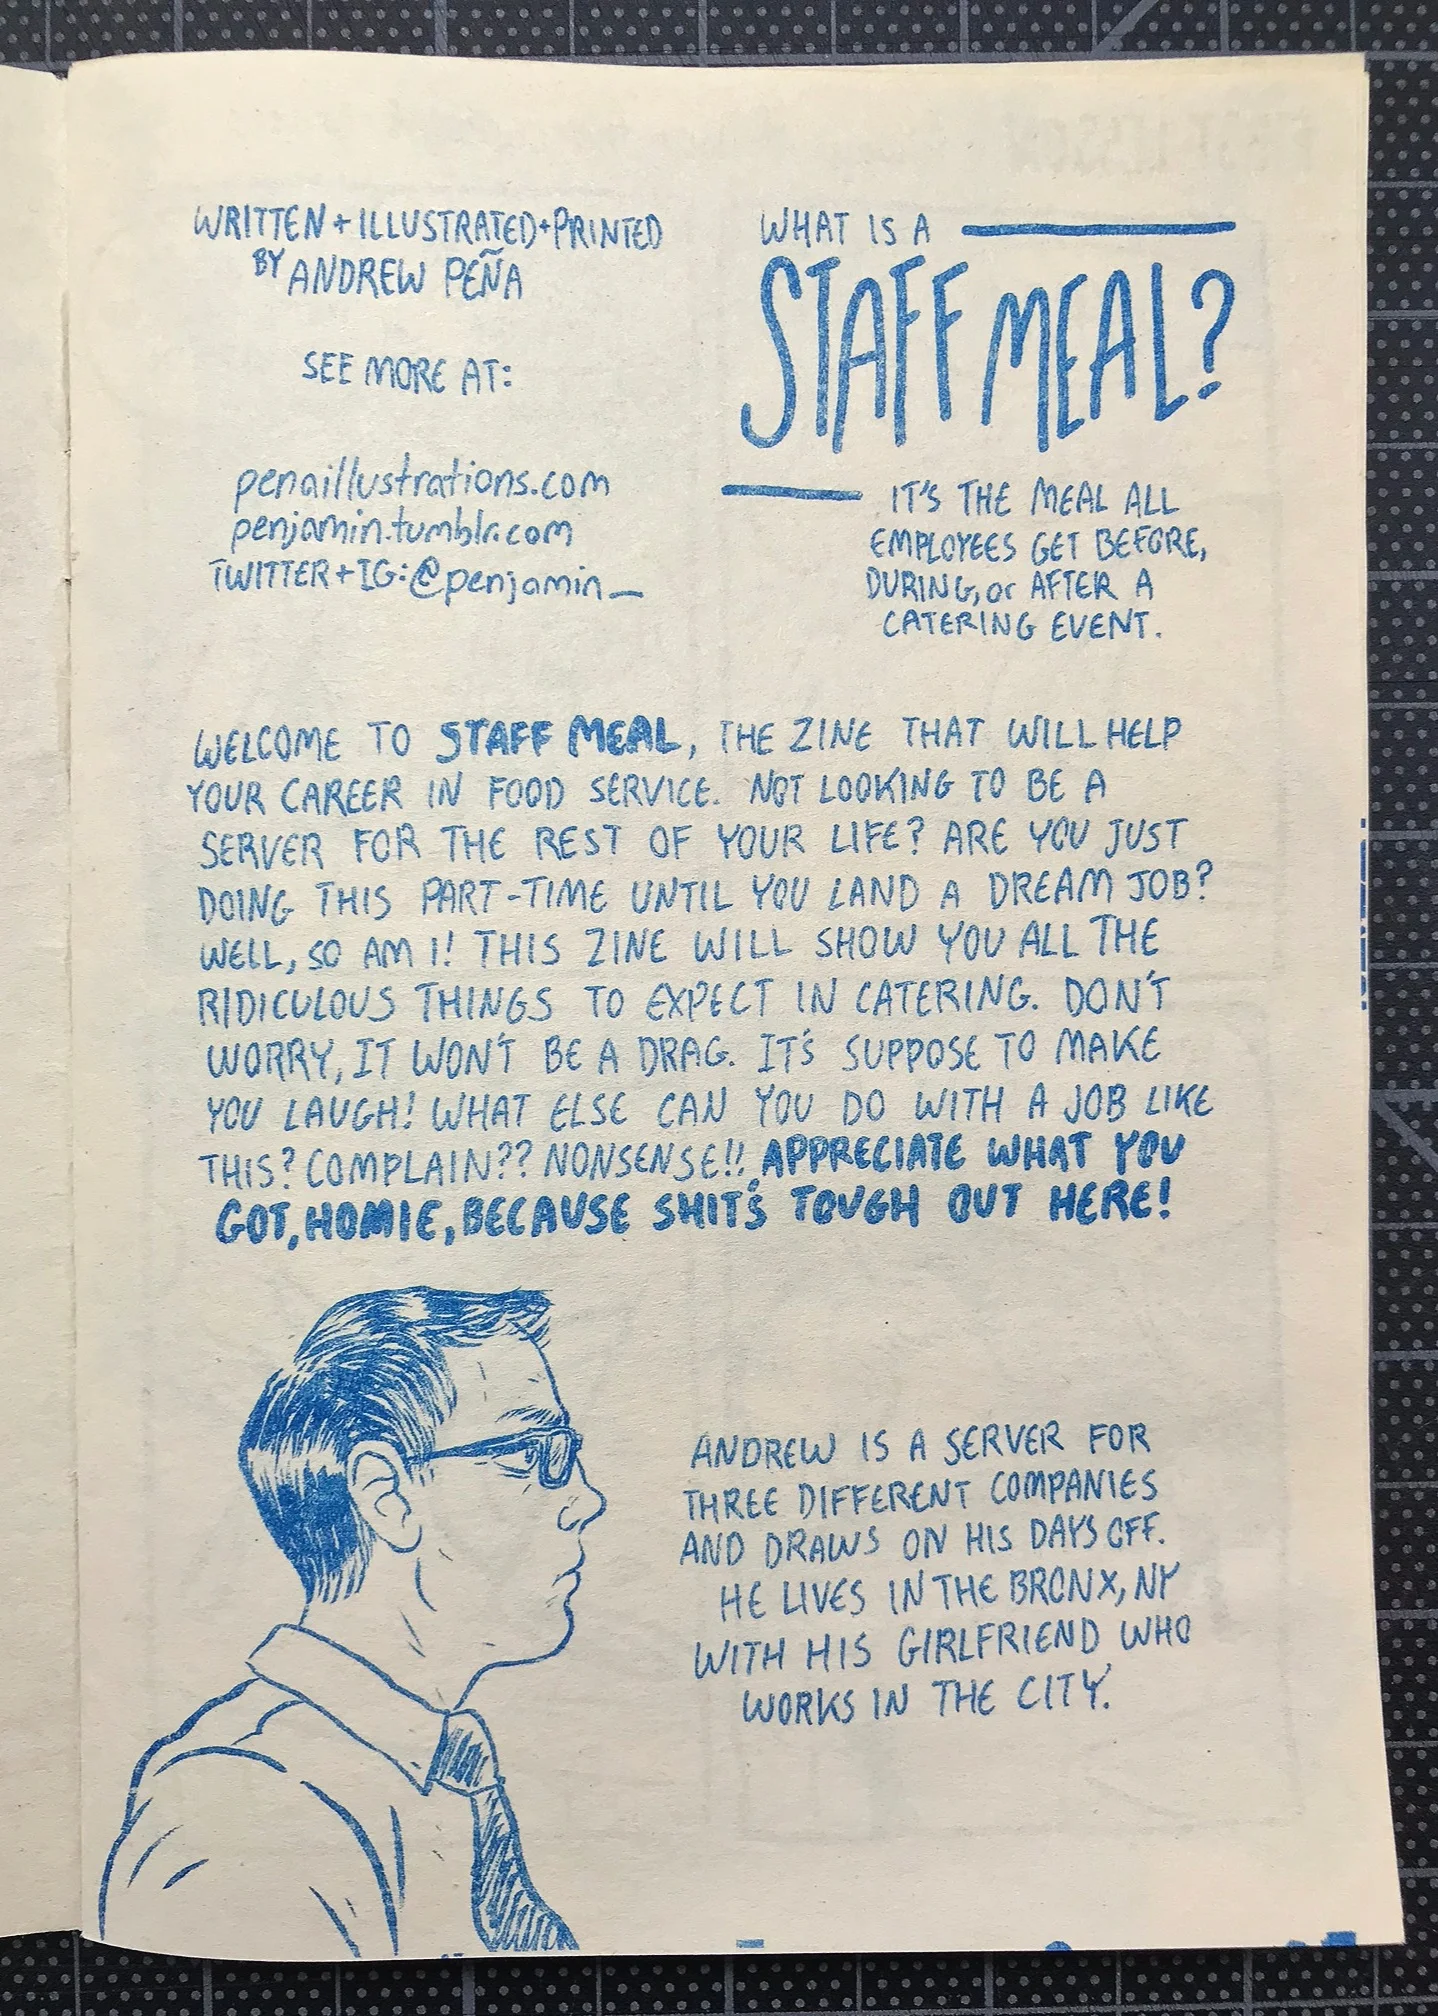 WRITTEN + ILLUSTRATED + PRINTED
BY ANDREW PEÑA
SEE MORE AT:
penaillustrations.com
penjamin.tumblr.com
TWITTER + IG: @penjamin_
WHAT IS A
STAFF MEAL?
IT'S THE MEAL ALL
EMPLOYEES GET BEFORE,
DURING, or AFTER A
CATERING EVENT.
WELCOME TO STAFF MEAL, THE ZINE THAT WILL HELP
YOUR CAREER IN FOOD SERVICE. NOT LOOKING TO BE A
SERVER FOR THE REST OF YOUR LIFE? ARE YOU JUST
DOING THIS PART-TIME UNTIL YOU LAND A DREAM JOB?
WELL, SO AM I! THIS ZINE WILL SHOW YOU ALL THE
RIDICULOUS THINGS TO EXPECT IN CATERING. DON'T
WORRY, IT WON'T BE A DRAG. IT'S SUPPOSE TO MAKE
YOU LAUGH! WHAT ELSE CAN YOU DO WITH A JOB LIKE
THIS? COMPLAIN?? NONSENSE!! APPRECIATE WHAT YOU
GOT, HOMIE, BECAUSE SHIT'S TOUGH OUT HERE!
ANDREW IS A SERVER FOR
THREE DIFFERENT COMPANIES
AND DRAWS ON HIS DAYS OFF.
HE LIVES IN THE BRONX, NY
WITH HIS GIRLFRIEND, WHO
WORKS IN THE CITY.